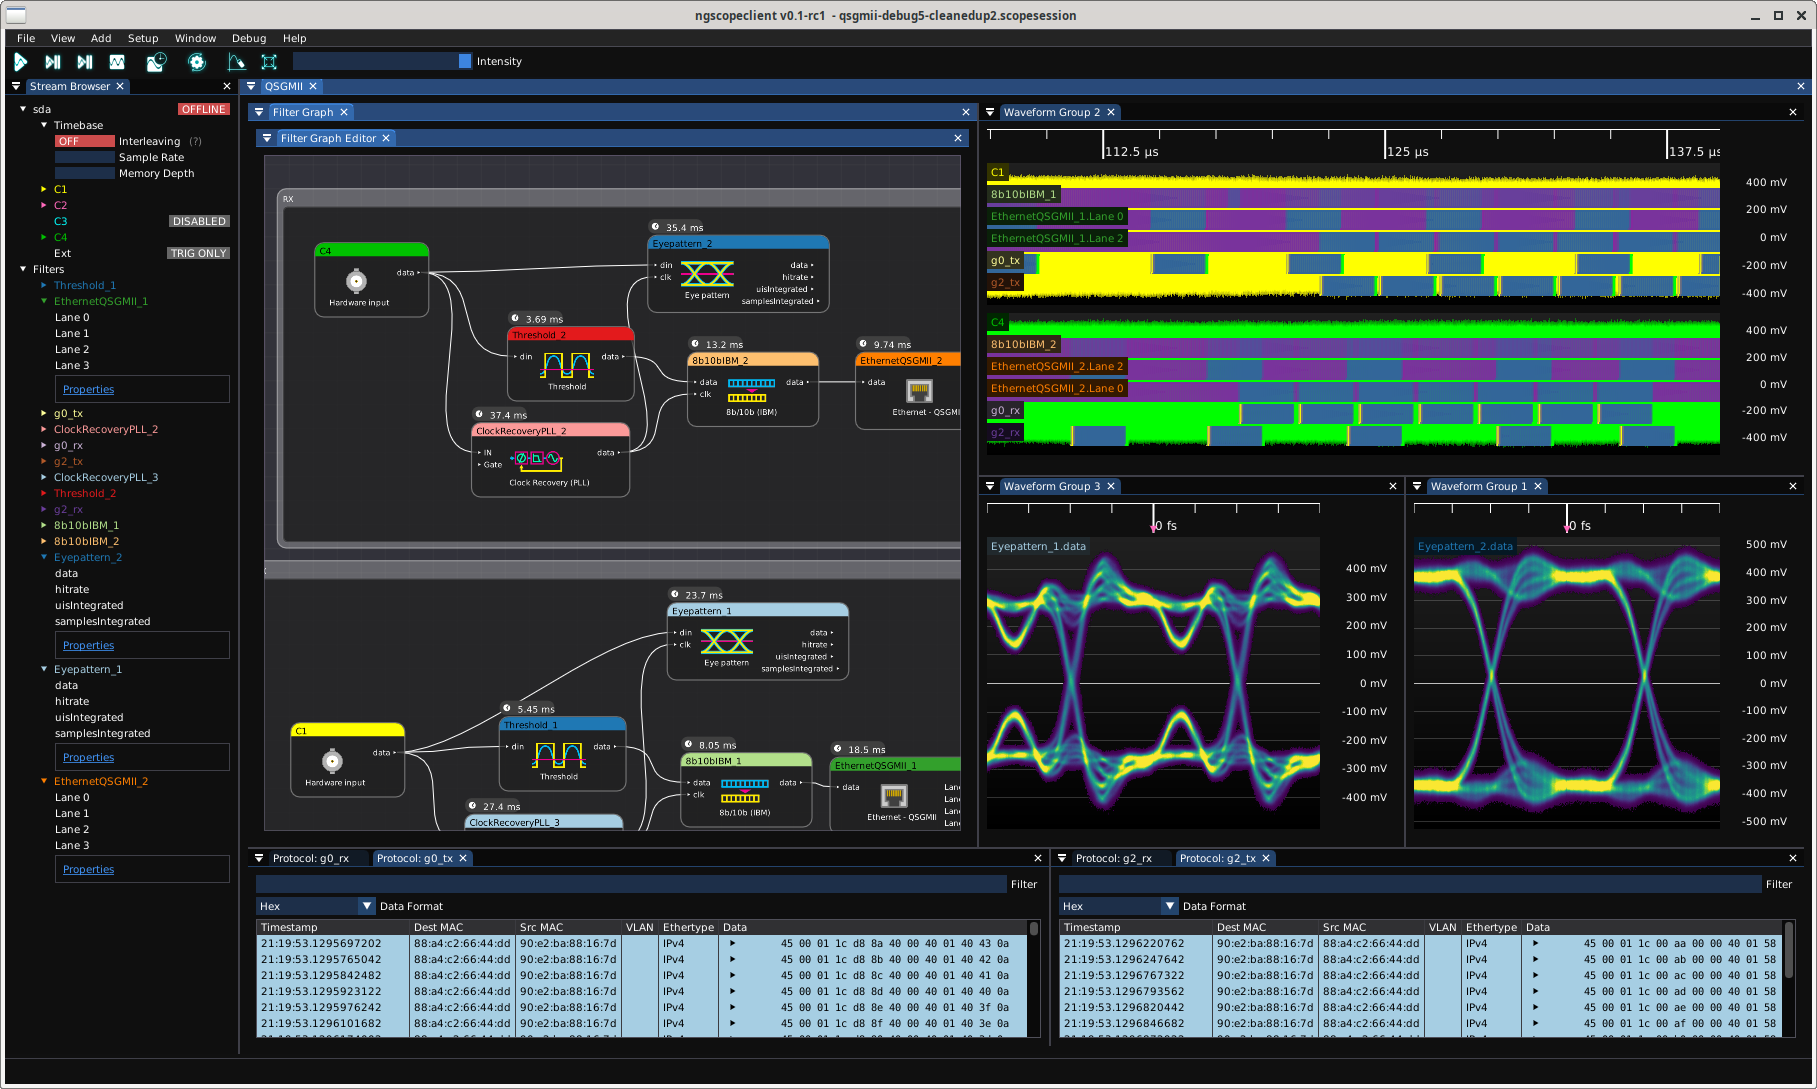 ngscopeclient v0.1-rc1 - qsgmii-debug5-cleanedup2.scopesession
File View Add Setup Window Debug Help
Intensity
Stream Browser
sda OFFLINE
Timebase
OFF Interleaving (?)
Sample Rate
Memory Depth
C1
C2
C3 DISABLED
C4
Ext TRIG ONLY
Filters
Threshold_1
EthernetQSGMII_1
Lane 0
Lane 1
Lane 2
Lane 3
Properties
g0_tx
ClockRecoveryPLL_2
g0_rx
g2_tx
ClockRecoveryPLL_3
Threshold_2
g2_rx
8b10bIBM_1
8b10bIBM_2
Eyepattern_2
data
hitrate
uisIntegrated
samplesIntegrated
Properties
Eyepattern_1
data
hitrate
uisIntegrated
samplesIntegrated
Properties
EthernetQSGMII_2
Lane 0
Lane 1
Lane 2
Lane 3
Properties
QSGMII
Filter Graph
Filter Graph Editor
RX
C4
data
Hardware input
35.4 ms
Eyepattern_2
din
clk
data
hitrate
uisIntegrated
samplesIntegrated
Eye pattern
3.69 ms
Threshold_2
din
data
Threshold
13.2 ms
8b10bIBM_2
data
clk
data
8b/10b (IBM)
9.74 ms
EthernetQSGMII_2
data
Ethernet - QSGMI
37.4 ms
ClockRecoveryPLL_2
IN
Gate
data
Clock Recovery (PLL)
23.7 ms
Eyepattern_1
din
clk
data
hitrate
uisIntegrated
samplesIntegrated
Eye pattern
C1
data
Hardware input
5.45 ms
Threshold_1
din
data
Threshold
8.05 ms
8b10bIBM_1
data
clk
data
8b/10b (IBM)
18.5 ms
EthernetQSGMII_1
data
Lane
Lane
Lane
Lane
Ethernet - QSGMII
27.4 ms
ClockRecoveryPLL_3
Waveform Group 2
112.5 µs
125 µs
137.5 µs
C1
8b10bIBM_1
EthernetQSGMII_1.Lane 0
EthernetQSGMII_1.Lane 2
g0_tx
g2_tx
400 mV
200 mV
0 mV
-200 mV
-400 mV
C4
8b10bIBM_2
EthernetQSGMII_2.Lane 2
EthernetQSGMII_2.Lane 0
g0_rx
g2_rx
400 mV
200 mV
0 mV
-200 mV
-400 mV
Waveform Group 3
0 fs
Eyepattern_1.data
400 mV
300 mV
200 mV
100 mV
0 mV
-100 mV
-200 mV
-300 mV
-400 mV
Waveform Group 1
0 fs
Eyepattern_2.data
500 mV
400 mV
300 mV
200 mV
100 mV
0 mV
-100 mV
-200 mV
-300 mV
-400 mV
-500 mV
Protocol: g0_rx Protocol: g0_tx
Filter
Hex Data Format
Timestamp Dest MAC Src MAC VLAN Ethertype Data
21:19:53.1295697202 88:a4:c2:66:44:dd 90:e2:ba:88:16:7d IPv4 45 00 01 1c d8 8a 40 00 40 01 40 43 0a
21:19:53.1295765042 88:a4:c2:66:44:dd 90:e2:ba:88:16:7d IPv4 45 00 01 1c d8 8b 40 00 40 01 40 42 0a
21:19:53.1295842482 88:a4:c2:66:44:dd 90:e2:ba:88:16:7d IPv4 45 00 01 1c d8 8c 40 00 40 01 40 41 0a
21:19:53.1295923122 88:a4:c2:66:44:dd 90:e2:ba:88:16:7d IPv4 45 00 01 1c d8 8d 40 00 40 01 40 40 0a
21:19:53.1295976242 88:a4:c2:66:44:dd 90:e2:ba:88:16:7d IPv4 45 00 01 1c d8 8e 40 00 40 01 40 3f 0a
21:19:53.1296101682 88:a4:c2:66:44:dd 90:e2:ba:88:16:7d IPv4 45 00 01 1c d8 8f 40 00 40 01 40 3e 0a
Protocol: g2_rx Protocol: g2_tx
Filter
Hex Data Format
Timestamp Dest MAC Src MAC VLAN Ethertype Data
21:19:53.1296220762 90:e2:ba:88:16:7d 88:a4:c2:66:44:dd IPv4 45 00 01 1c 00 aa 00 00 40 01 58
21:19:53.1296247642 90:e2:ba:88:16:7d 88:a4:c2:66:44:dd IPv4 45 00 01 1c 00 ab 00 00 40 01 58
21:19:53.1296767322 90:e2:ba:88:16:7d 88:a4:c2:66:44:dd IPv4 45 00 01 1c 00 ac 00 00 40 01 58
21:19:53.1296793562 90:e2:ba:88:16:7d 88:a4:c2:66:44:dd IPv4 45 00 01 1c 00 ad 00 00 40 01 58
21:19:53.1296820442 90:e2:ba:88:16:7d 88:a4:c2:66:44:dd IPv4 45 00 01 1c 00 ae 00 00 40 01 58
21:19:53.1296846682 90:e2:ba:88:16:7d 88:a4:c2:66:44:dd IPv4 45 00 01 1c 00 af 00 00 40 01 58